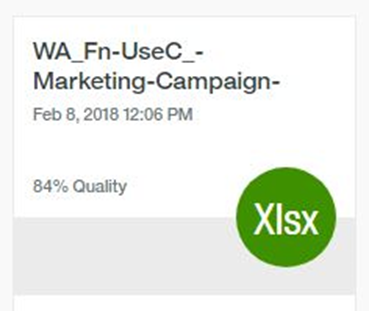 WA_Fn-UseC_-
Marketing-Campaign-
Feb 8, 2018 12:06 PM
84% Quality
Xlsx